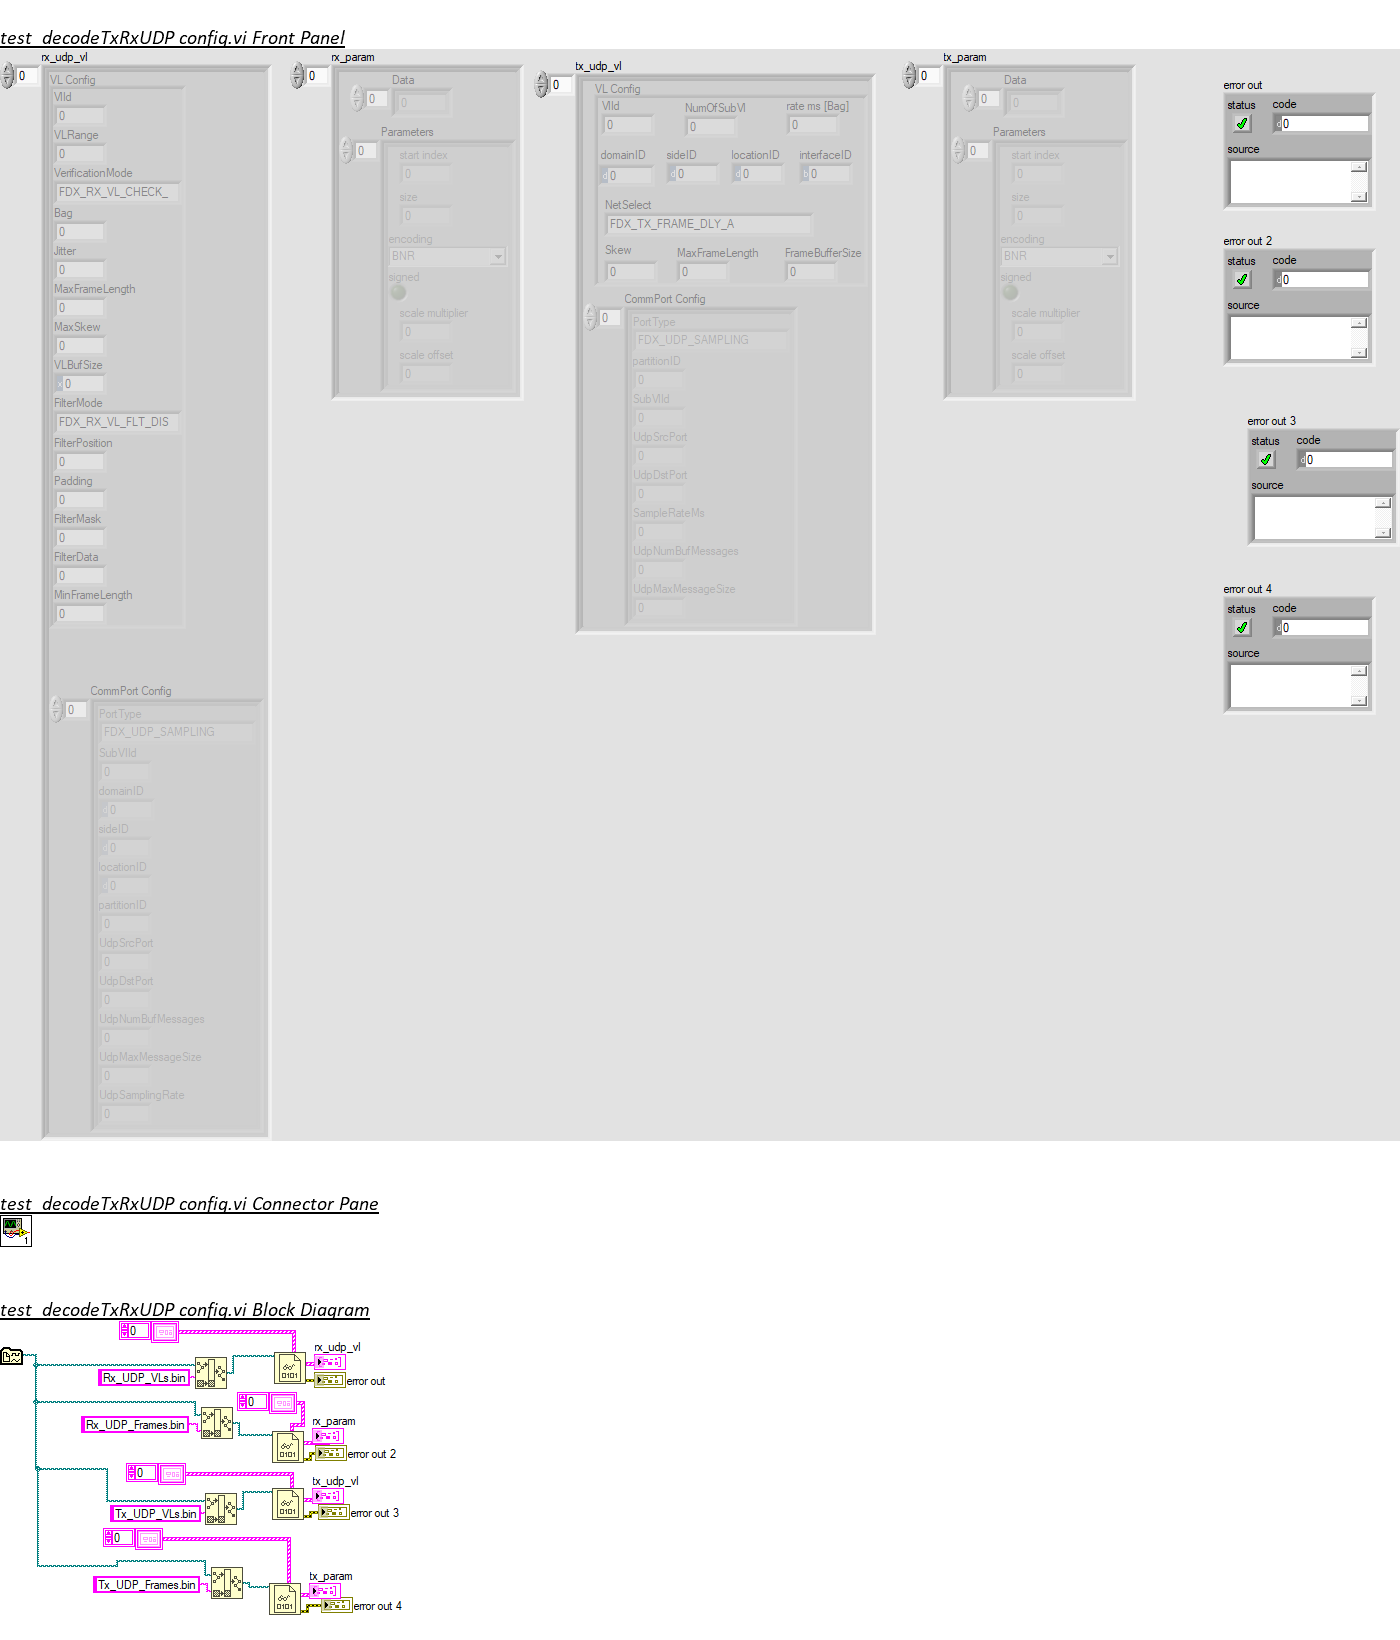 test_decodeTxRxUDP config.vi Front Panel
rx_udp_vl
0
VL Config
VlId
0
VLRange
0
VerificationMode
FDX_RX_VL_CHECK_
Bag
0
Jitter
0
MaxFrameLength
0
MaxSkew
0
VLBufSize
x 0
FilterMode
FDX_RX_VL_FLT_DIS
FilterPosition
0
Padding
0
FilterMask
0
FilterData
0
MinFrameLength
0
CommPort Config
0
PortType
FDX_UDP_SAMPLING
SubVlId
0
domainID
d 0
sideID
d 0
locationID
d 0
partitionID
0
UdpSrcPort
0
UdpDstPort
0
UdpNumBufMessages
0
UdpMaxMessageSize
0
UdpSamplingRate
0
rx_param
0
Data
0 0
Parameters
0
start index
0
size
0
encoding
BNR
signed
scale multiplier
0
scale offset
0
tx_udp_vl
0
VL Config
VlId NumOfSubVl rate ms [Bag]
0 0 0
domainID sideID locationID interfaceID
d 0 d 0 d 0 b 0
NetSelect
FDX_TX_FRAME_DLY_A
Skew MaxFrameLength FrameBufferSize
0 0 0
CommPort Config
0
PortType
FDX_UDP_SAMPLING
partitionID
0
SubVlId
0
UdpSrcPort
0
UdpDstPort
0
SampleRateMs
0
UdpNumBufMessages
0
UdpMaxMessageSize
0
tx_param
0
Data
0 0
Parameters
0
start index
0
size
0
encoding
BNR
signed
scale multiplier
0
scale offset
0
error out
status code
d 0
source
error out 2
status code
d 0
source
error out 3
status code
d 0
source
error out 4
status code
d 0
source
test_decodeTxRxUDP config.vi Connector Pane
1
test_decodeTxRxUDP config.vi Block Diagram
0
rx_udp_vl
Rx_UDP_VLs.bin
0101
error out
0
rx_param
Rx_UDP_Frames.bin
0101
error out 2
0
tx_udp_vl
Tx_UDP_VLs.bin
0101
error out 3
0
tx_param
Tx_UDP_Frames.bin
0101
error out 4